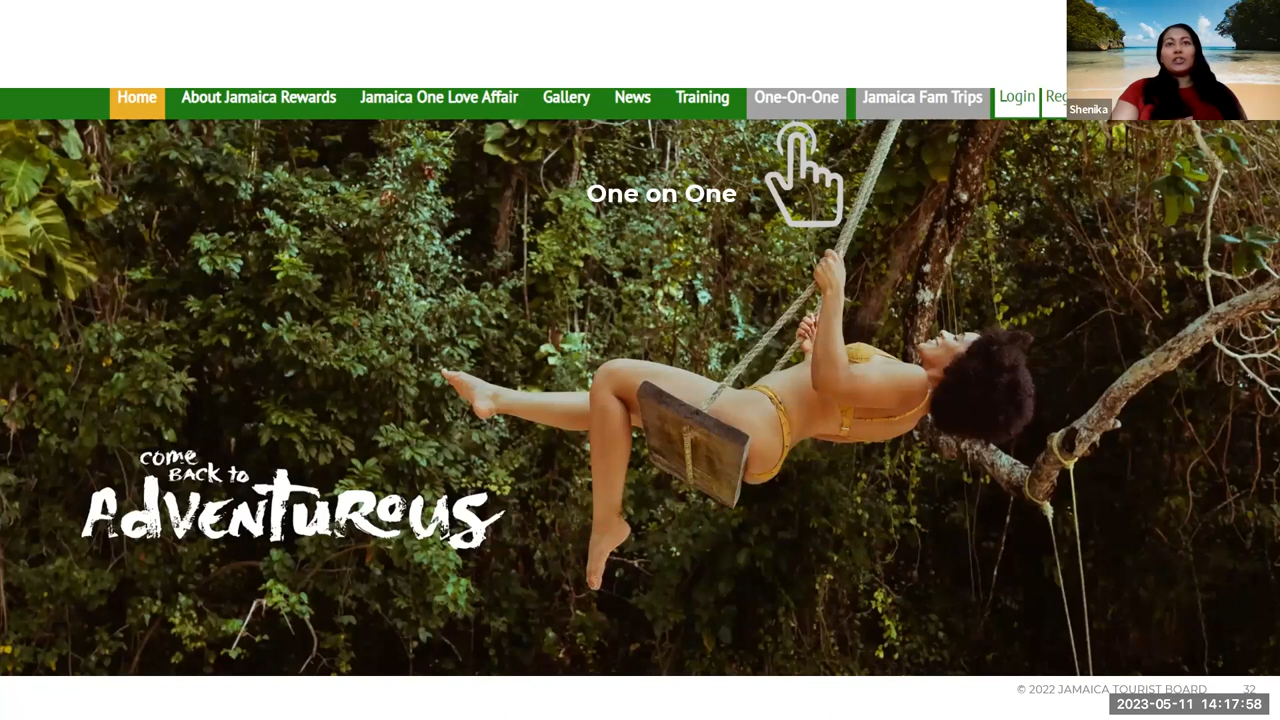 Home About Jamaica Rewards Jamaica One Love Affair Gallery News Training One-On-One Jamaica Fam Trips Login Reg
Shenika
One on One
come
BACK to
ADVENTUROUS
© 2022 JAMAICA TOURIST BOARD 32
2023-05-11 14:17:58